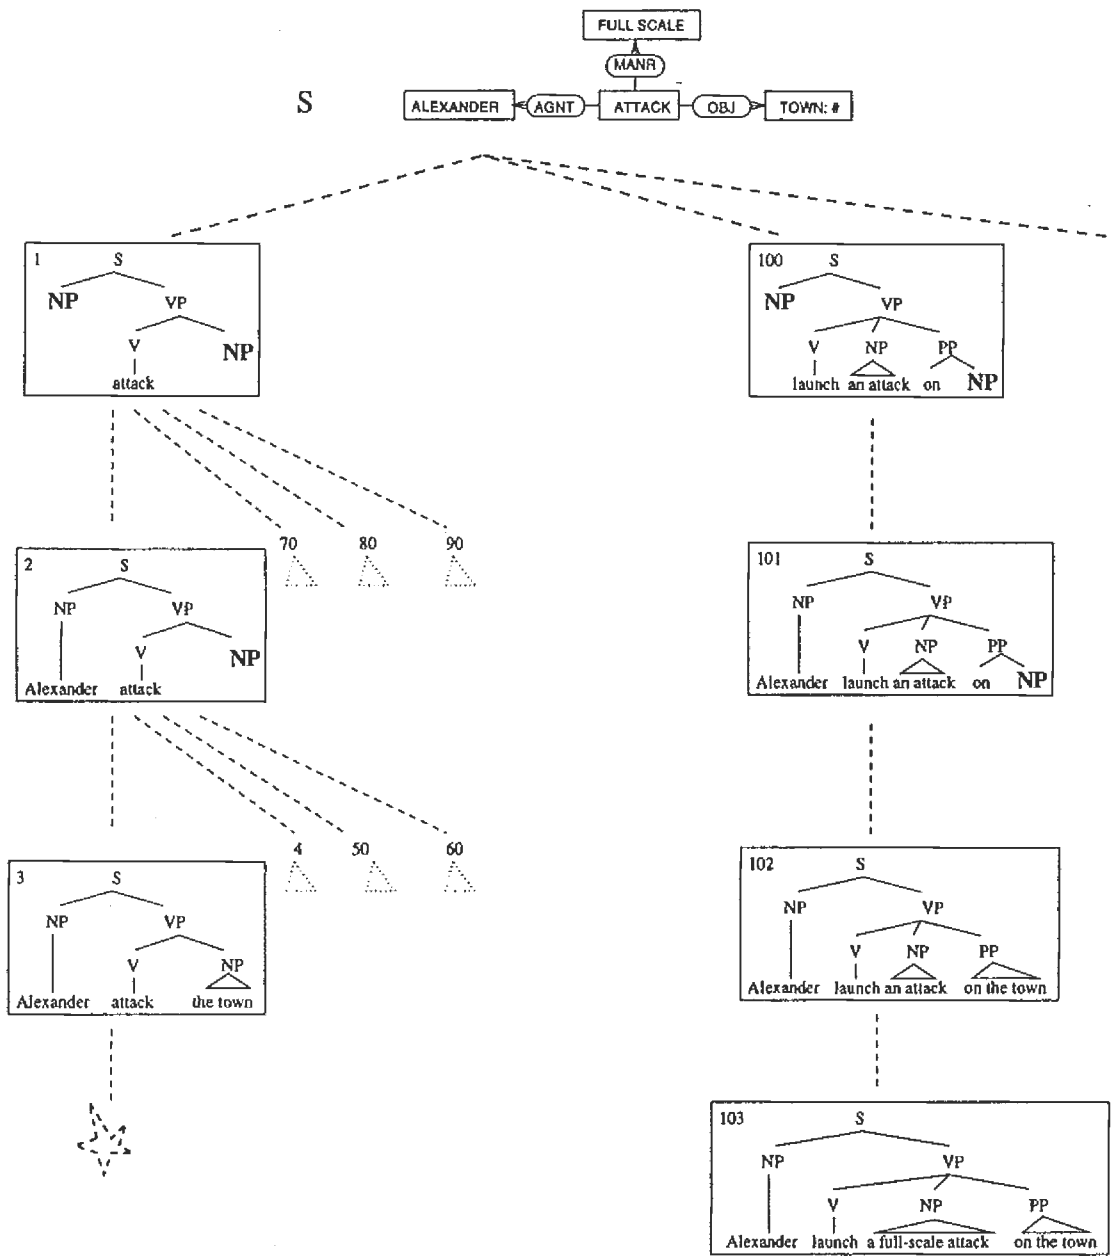 FULL SCALE
MANR
S ALEXANDER AGNT ATTACK OBJ TOWN: #
1 S
NP VP
V NP
attack
100 S
NP VP
V NP PP
launch an attack on NP
70 80 90
2 S
NP VP
V NP
Alexander attack
101 S
NP VP
V NP PP
Alexander launch an attack on NP
4 50 60
3 S
NP VP
V NP
Alexander attack the town
102 S
NP VP
V NP PP
Alexander launch an attack on the town
103 S
NP VP
V NP PP
Alexander launch a full-scale attack on the town